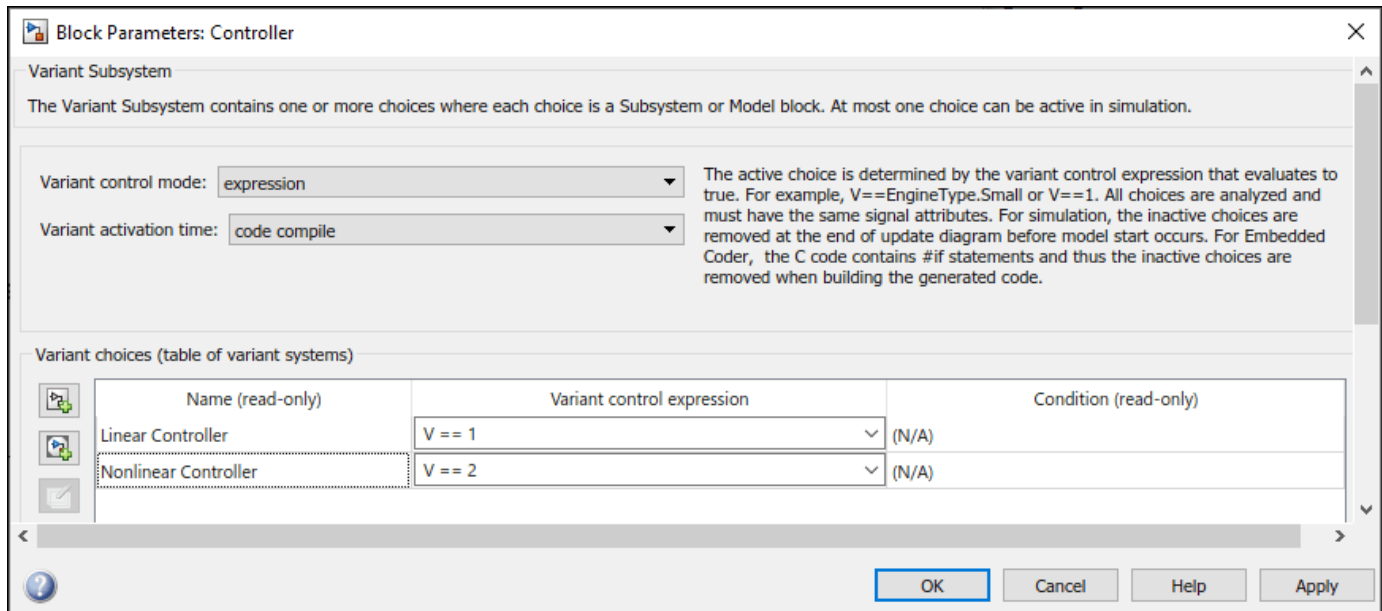 Block Parameters: Controller
Variant Subsystem
The Variant Subsystem contains one or more choices where each choice is a Subsystem or Model block. At most one choice can be active in simulation.
Variant control mode: expression
Variant activation time: code compile
The active choice is determined by the variant control expression that evaluates to
true. For example, V==EngineType.Small or V==1. All choices are analyzed and
must have the same signal attributes. For simulation, the inactive choices are
removed at the end of update diagram before model start occurs. For Embedded
Coder,  the C code contains #if statements and thus the inactive choices are
removed when building the generated code.
Variant choices (table of variant systems)
Name (read-only) Variant control expression Condition (read-only)
Linear Controller V == 1 (N/A)
Nonlinear Controller V == 2 (N/A)
OK Cancel Help Apply